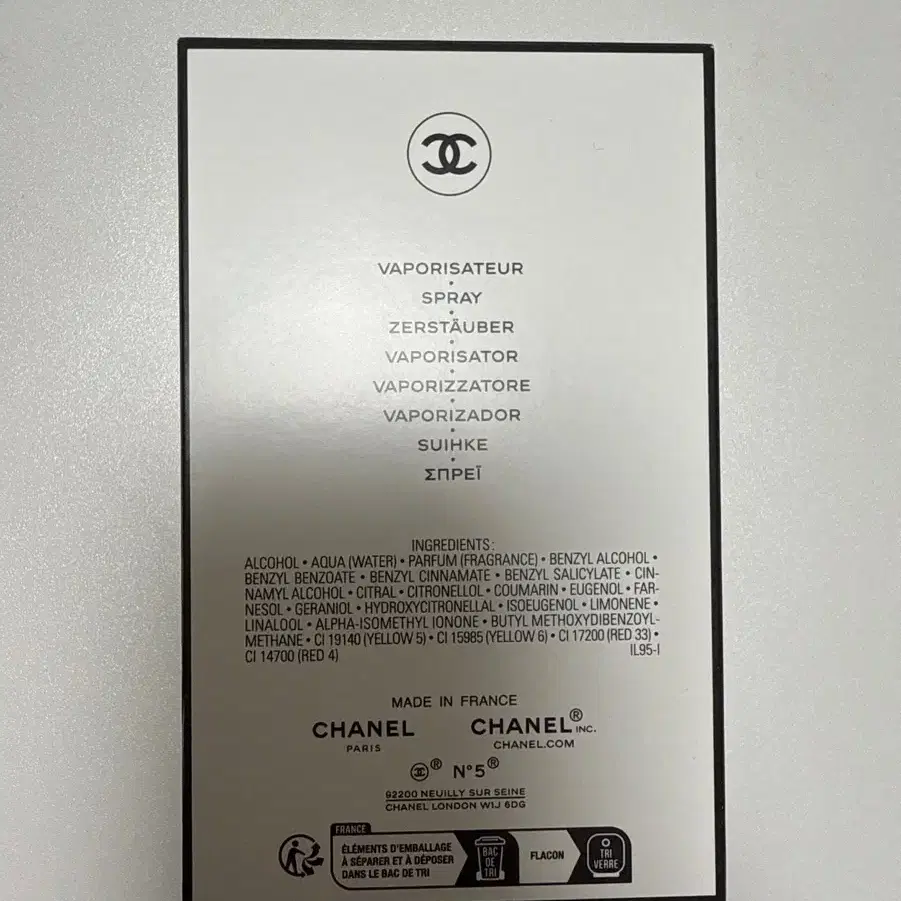 VAPORISATEUR
SPRAY
ZERSTÄUBER
VAPORISATOR
VAPORIZZATORE
VAPORIZADOR
SUIHKE
ΣΠΡΕΪ
INGREDIENTS:
ALCOHOL • AQUA (WATER) • PARFUM (FRAGRANCE) • BENZYL ALCOHOL •
BENZYL BENZOATE • BENZYL CINNAMATE • BENZYL SALICYLATE • CIN-
NAMYL ALCOHOL • CITRAL • CITRONELLOL • COUMARIN • EUGENOL • FAR-
NESOL • GERANIOL • HYDROXYCITRONELLAL • ISOEUGENOL • LIMONENE •
LINALOOL • ALPHA-ISOMETHYL IONONE • BUTYL METHOXYDIBENZOYL-
METHANE • CI 19140 (YELLOW 5) • CI 15985 (YELLOW 6) • CI 17200 (RED 33) •
CI 14700 (RED 4) IL95-I
MADE IN FRANCE
CHANEL CHANEL® INC.
PARIS CHANEL.COM
® N°5®
92200 NEUILLY SUR SEINE
CHANEL LONDON W1J 6DG
FRANCE
ÉLÉMENTS D'EMBALLAGE
À SÉPARER ET À DÉPOSER
DANS LE BAC DE TRI
BAC
DE
TRI
FLACON
TRI
VERRE